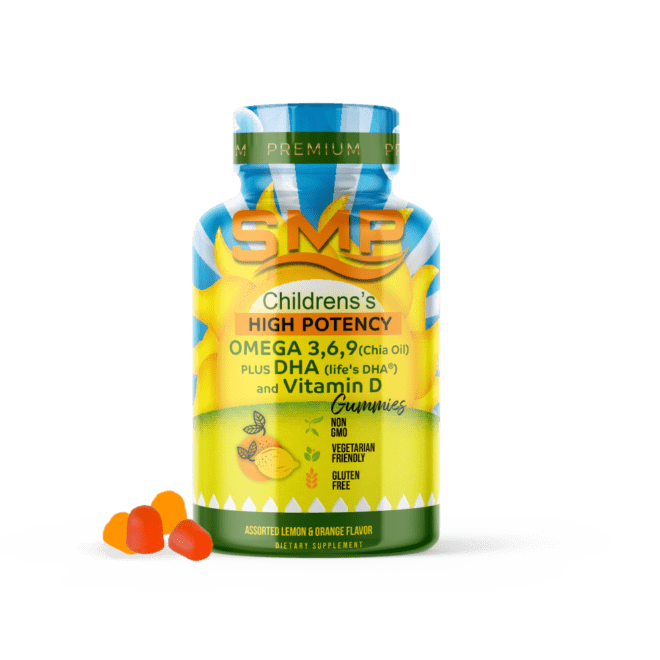 M PREMIUM P
SMP
Childrens's
HIGH POTENCY
OMEGA 3,6,9 (Chia Oil)
PLUS DHA (life's DHA®)
and Vitamin D
Gummies
NON
GMO
VEGETARIAN
FRIENDLY
GLUTEN
FREE
ASSORTED LEMON & ORANGE FLAVOR
DIETARY SUPPLEMENT